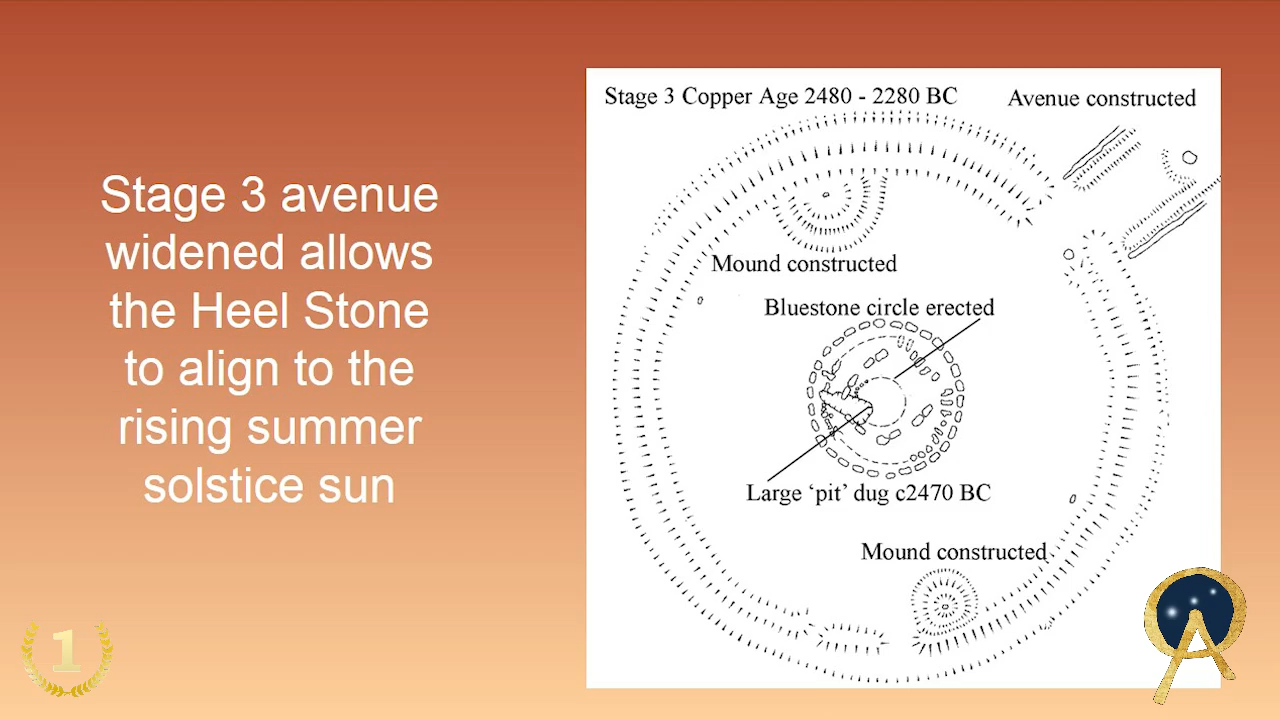 Stage 3 avenue
widened allows
the Heel Stone
to align to the
rising summer
solstice sun
Stage 3 Copper Age 2480 - 2280 BC
Avenue constructed
Mound constructed
Bluestone circle erected
Large ‘pit’ dug c2470 BC
Mound constructed
1